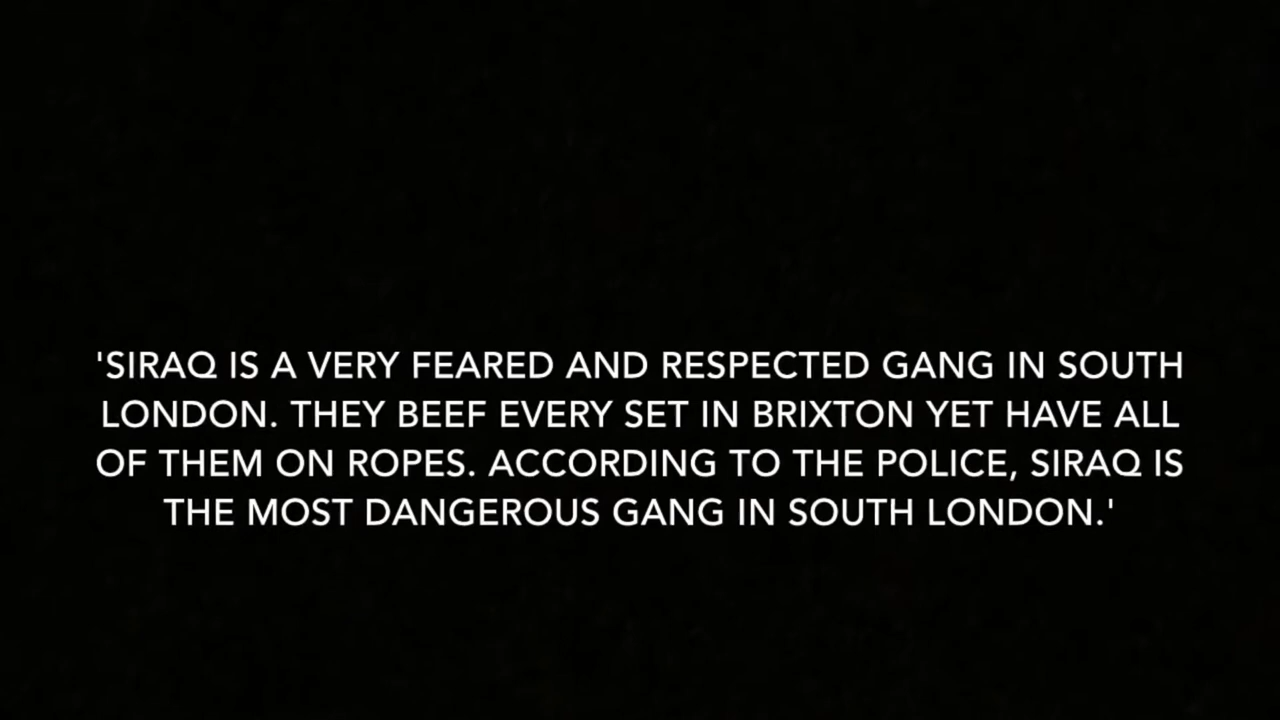 'SIRAQ IS A VERY FEARED AND RESPECTED GANG IN SOUTH
LONDON. THEY BEEF EVERY SET IN BRIXTON YET HAVE ALL
OF THEM ON ROPES. ACCORDING TO THE POLICE, SIRAQ IS
THE MOST DANGEROUS GANG IN SOUTH LONDON.'